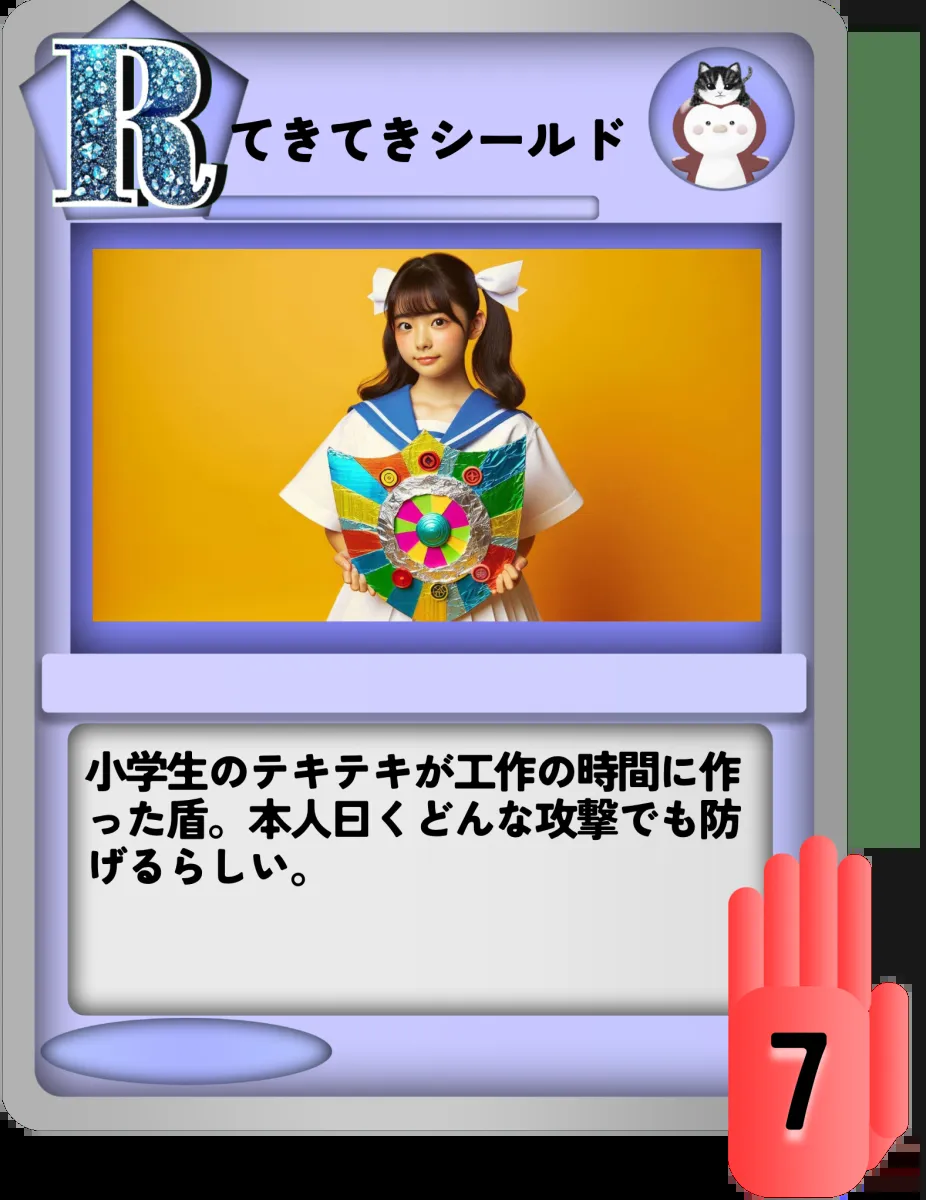 R
てきてきシールド
小学生のテキテキが工作の時間に作
った盾。本人曰くどんな攻撃でも防
げるらしい。
7